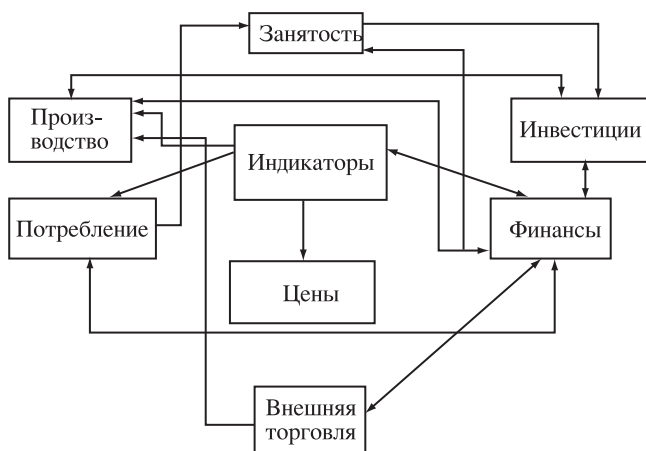 Занятость
Произ-
водство
Инвестиции
Индикаторы
Потребление
Финансы
Цены
Внешняя
торговля